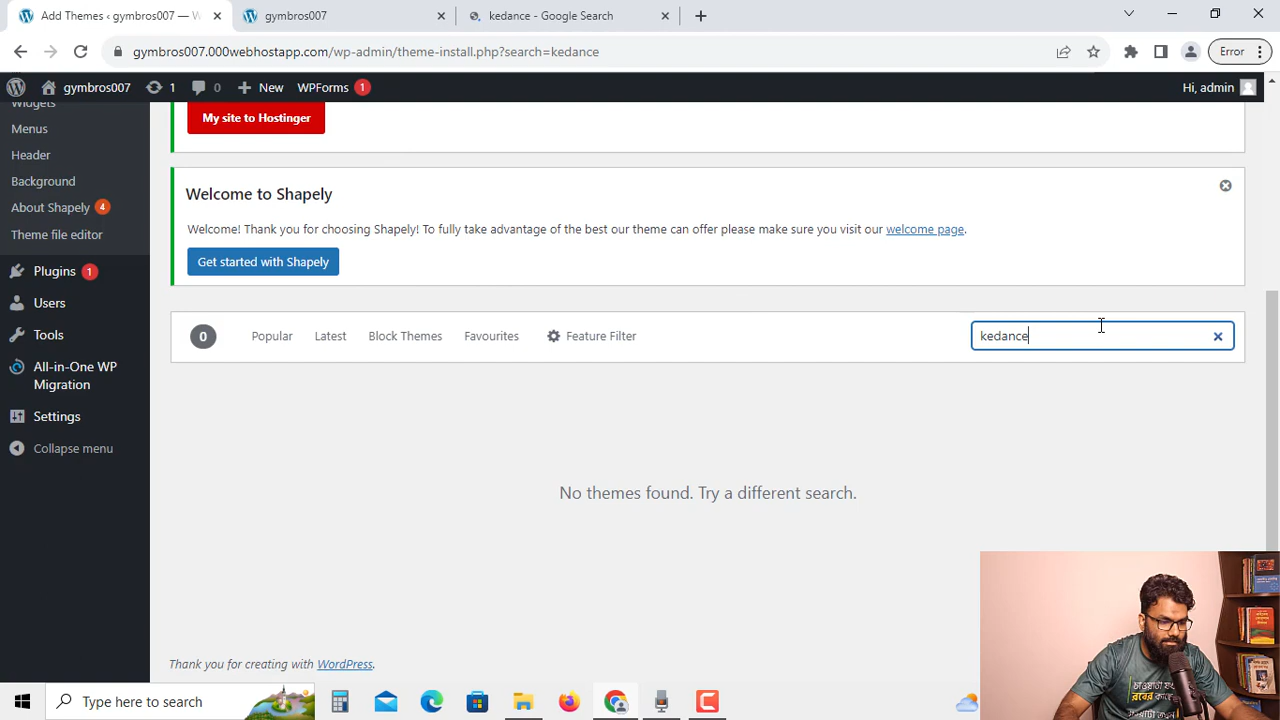 Add Themes ‹ gymbros007 — W
gymbros007
kedance - Google Search
gymbros007.000webhostapp.com/wp-admin/theme-install.php?search=kedance
Error
gymbros007
1
0
New
WPForms 1
Hi, admin
Widgets
Menus
Header
Background
About Shapely 4
Theme file editor
Plugins 1
Users
Tools
All-in-One WP
Migration
Settings
Collapse menu
My site to Hostinger
Welcome to Shapely
Welcome! Thank you for choosing Shapely! To fully take advantage of the best our theme can offer please make sure you visit our welcome page.
Get started with Shapely
0
Popular
Latest
Block Themes
Favourites
Feature Filter
kedance
No themes found. Try a different search.
Thank you for creating with WordPress.
Type here to search